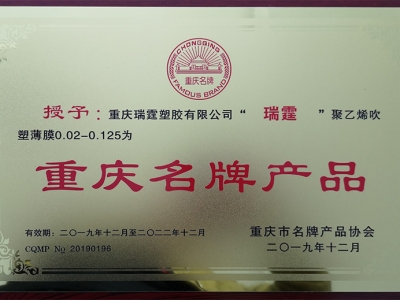 CHONGQING
重庆名牌
FAMOUS BRAND
授予：重庆瑞霆塑胶有限公司“ 瑞霆 ”聚乙烯吹
塑薄膜0.02-0.125为
重庆名牌产品
有效期：二〇一九年十二月至二〇二二年十二月
CQMP No 20190196
重庆市名牌产品协会
二〇一九年十二月